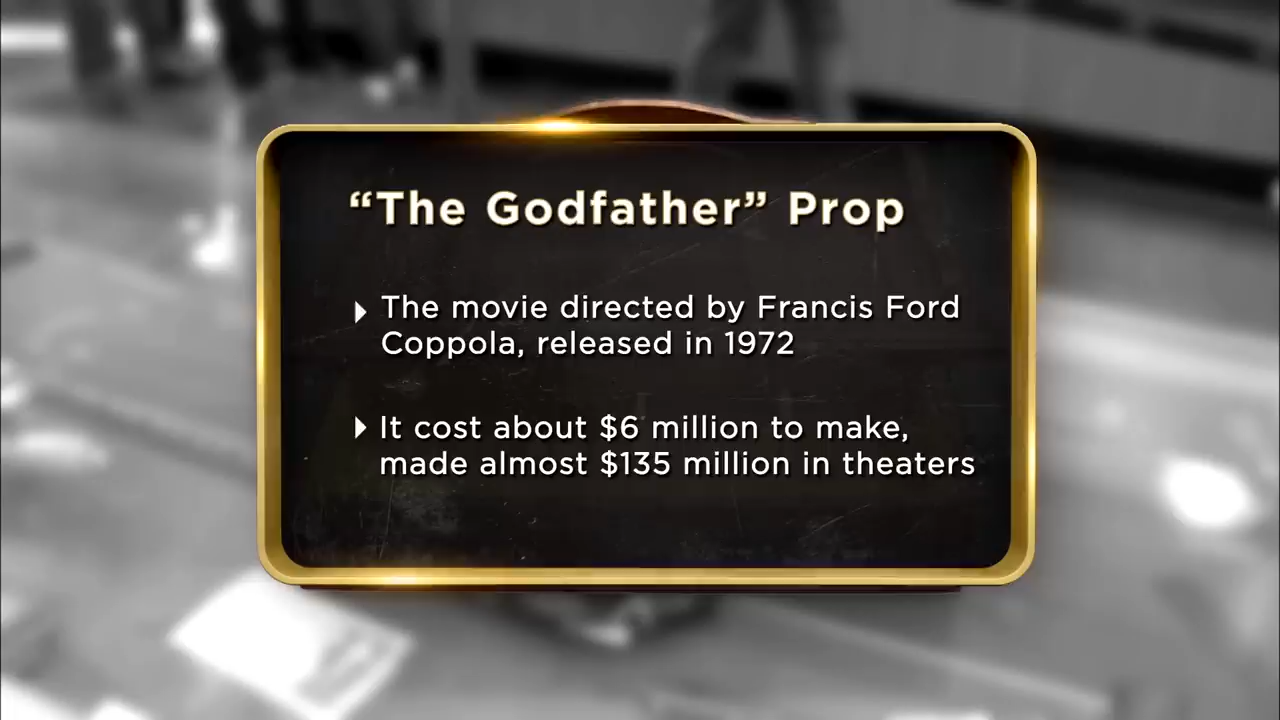 “The Godfather” Prop
The movie directed by Francis Ford
Coppola, released in 1972
It cost about $6 million to make,
made almost $135 million in theaters